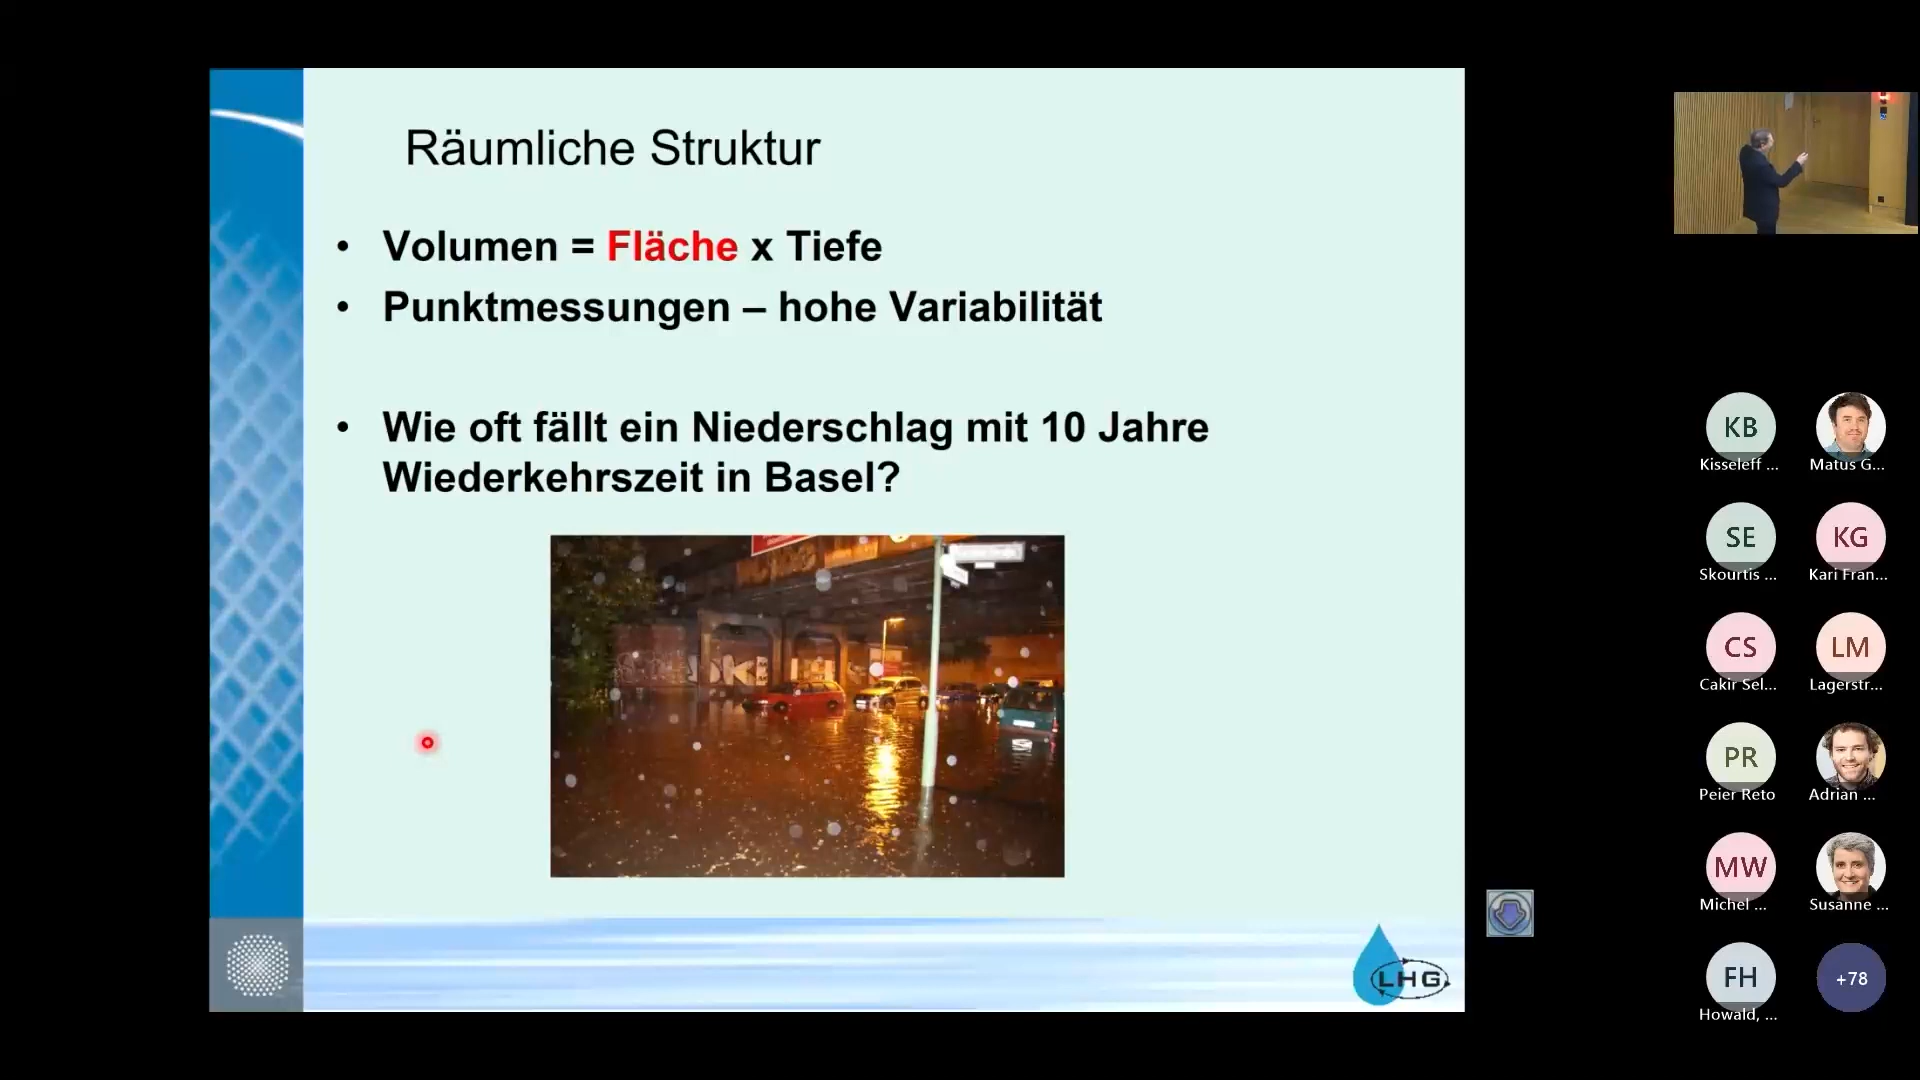 Räumliche Struktur
• Volumen = Fläche x Tiefe
• Punktmessungen – hohe Variabilität
• Wie oft fällt ein Niederschlag mit 10 Jahre
Wiederkehrszeit in Basel?
LHG
KB
Kisseleff ...
Matus G...
SE
Skourtis ...
KG
Kari Fran...
CS
Cakir Sel...
LM
Lagerstr...
PR
Peier Reto
Adrian ...
MW
Michel ...
Susanne ...
FH
Howald, ...
+78